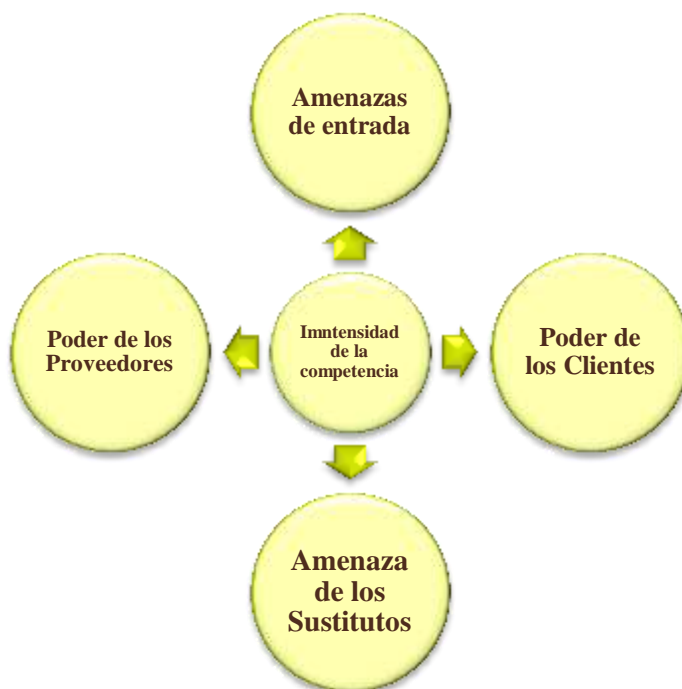 Amenazas
de entrada
Poder de los
Proveedores
Imntensidad
de la
competencia
Poder de
los Clientes
Amenaza
de los
Sustitutos